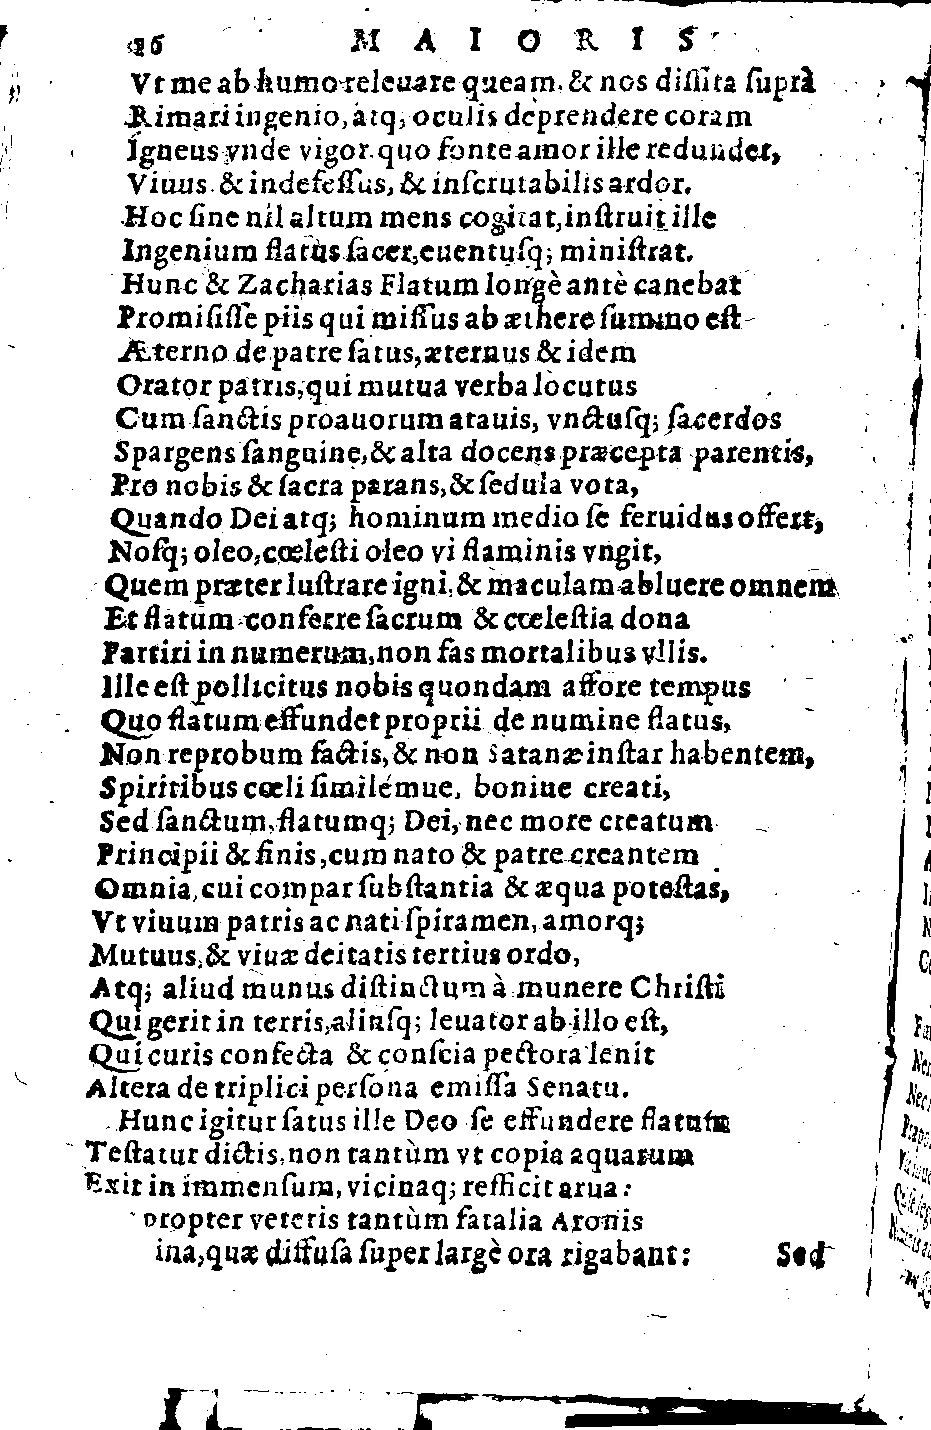 26 MAIORIS
Vt me ab humo releuare queam, & nos dissita suprà
Rimari ingenio, atq; oculis deprendere coram
Igneus vnde vigor. quo fonte amor ille redundet,
Viuus & indefessus, & inscrutabilis ardor.
Hoc sine nil altum mens cogitat, instruit ille
Ingenium flatus sacer, euentusq; ministrat.
Hunc & Zacharias Flatum longè antè canebat
Promisisse piis qui missus ab æthere summo est
Æterno de patre satus, æternus & idem
Orator patris, qui mutua verba locutus
Cum sanctis proauorum atauis, vnctusq; sacerdos
Spargens sanguine, & alta docens præcepta parentis,
Pro nobis & sacra parans, & sedula vota,
Quando Dei atq; hominum medio se feruidus offert,
Nosq; oleo, cœlesti oleo vi flaminis vngit,
Quem præter lustrare igni, & maculam abluere omnem
Et flatum conferre sacrum & cœlestia dona
Partiri in numerum, non fas mortalibus vllis.
Ille est pollicitus nobis quondam affore tempus
Quo flatum effundet proprii de numine flatus,
Non reprobum factis, & non Satanæ instar habentem,
Spiritibus cœli similémue, boniue creati,
Sed sanctum, flatumq; Dei, nec more creatum
Principii & finis, cum nato & patre creantem
Omnia, cui compar substantia & æqua potestas,
Vt viuum patris ac nati spiramen, amorq;
Mutuus, & viuæ deitatis tertius ordo,
Atq; aliud munus distinctum à munere Christi
Qui gerit in terris, aliusq; leuator ab illo est,
Qui curis confecta & conscia pectora lenit
Altera de triplici persona emissa Senatu.
Hunc igitur satus ille Deo se effundere flatum
Testatur dictis, non tantùm vt copia aquarum
Exit in immensum, vicinaq; refficit arua:
propter veteris tantùm fatalia Aronis
ina, quæ diffusa super largè ora rigabant:
Sed